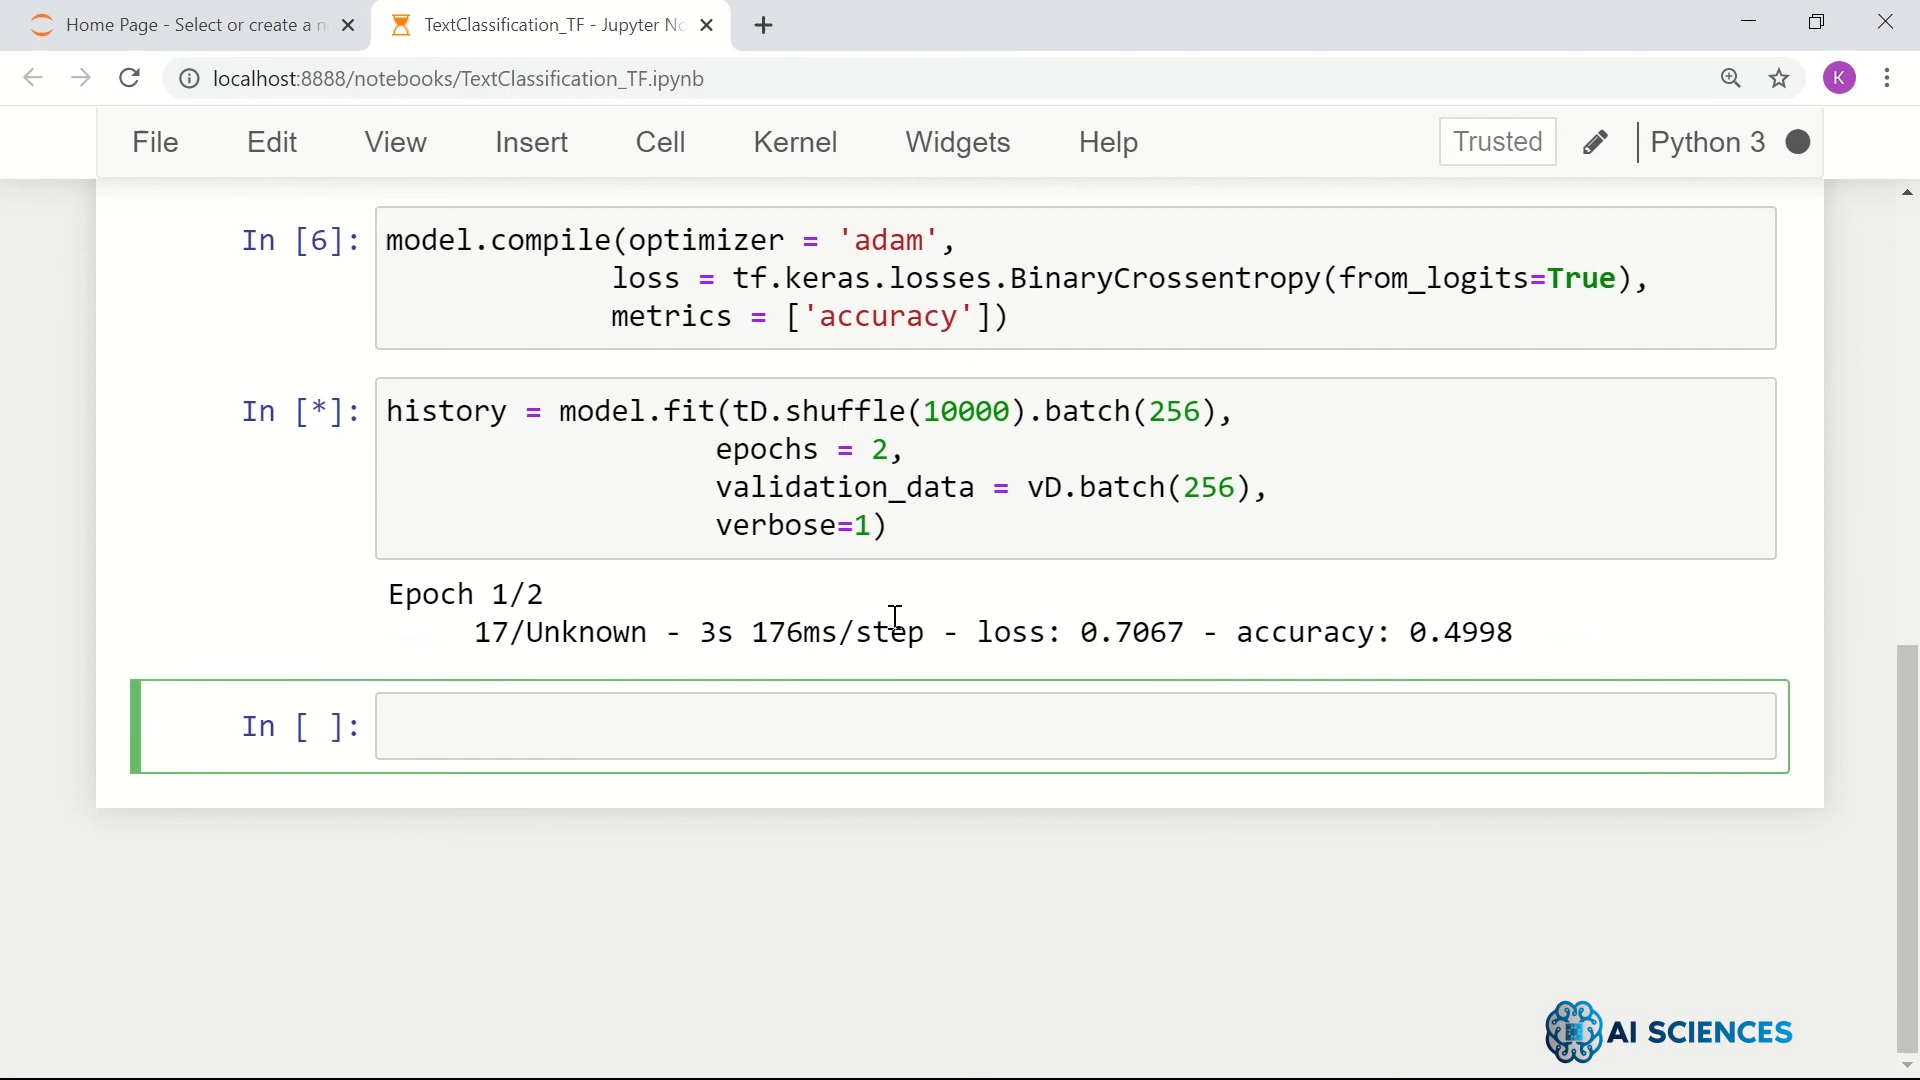 Home Page - Select or create a n
TextClassification_TF - Jupyter No
localhost:8888/notebooks/TextClassification_TF.ipynb
K
File Edit View Insert Cell Kernel Widgets Help Trusted Python 3
In [6]: model.compile(optimizer = 'adam',
loss = tf.keras.losses.BinaryCrossentropy(from_logits=True),
metrics = ['accuracy'])
In [*]: history = model.fit(tD.shuffle(10000).batch(256),
epochs = 2,
validation_data = vD.batch(256),
verbose=1)
Epoch 1/2
17/Unknown - 3s 176ms/step - loss: 0.7067 - accuracy: 0.4998
In [ ]:
AI SCIENCES